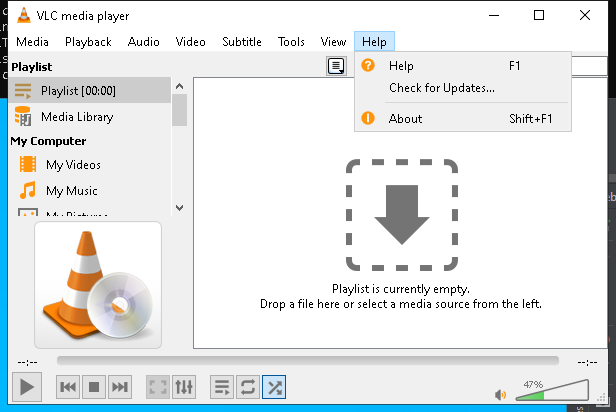 VLC media player
Media Playback Audio Video Subtitle Tools View Help
Playlist
Playlist [00:00]
Media Library
My Computer
My Videos
My Music
My Pictures
Help F1
Check for Updates...
About Shift+F1
Playlist is currently empty.
Drop a file here or select a media source from the left.
--:-- --:--
47%